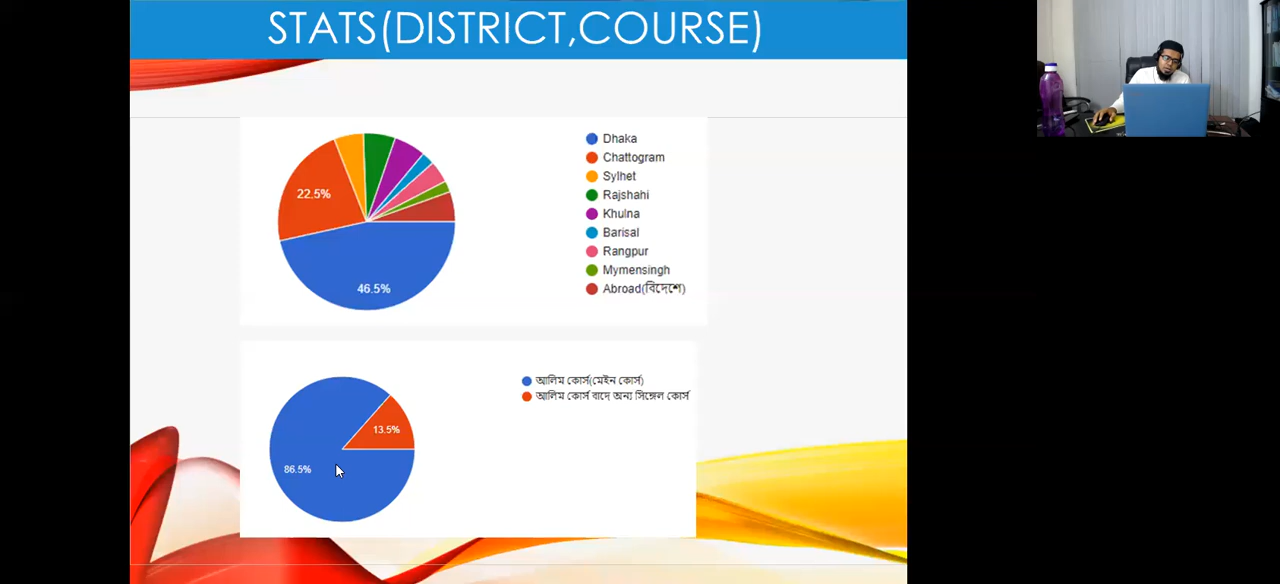 STATS(DISTRICT,COURSE)
22.5%
46.5%
Dhaka
Chattogram
Sylhet
Rajshahi
Khulna
Barisal
Rangpur
Mymensingh
Abroad(বিদেশে)
13.5%
86.5%
আলিম কোর্স(মেইন কোর্স)
আলিম কোর্স বাদে অন্য সিঙ্গেল কোর্স